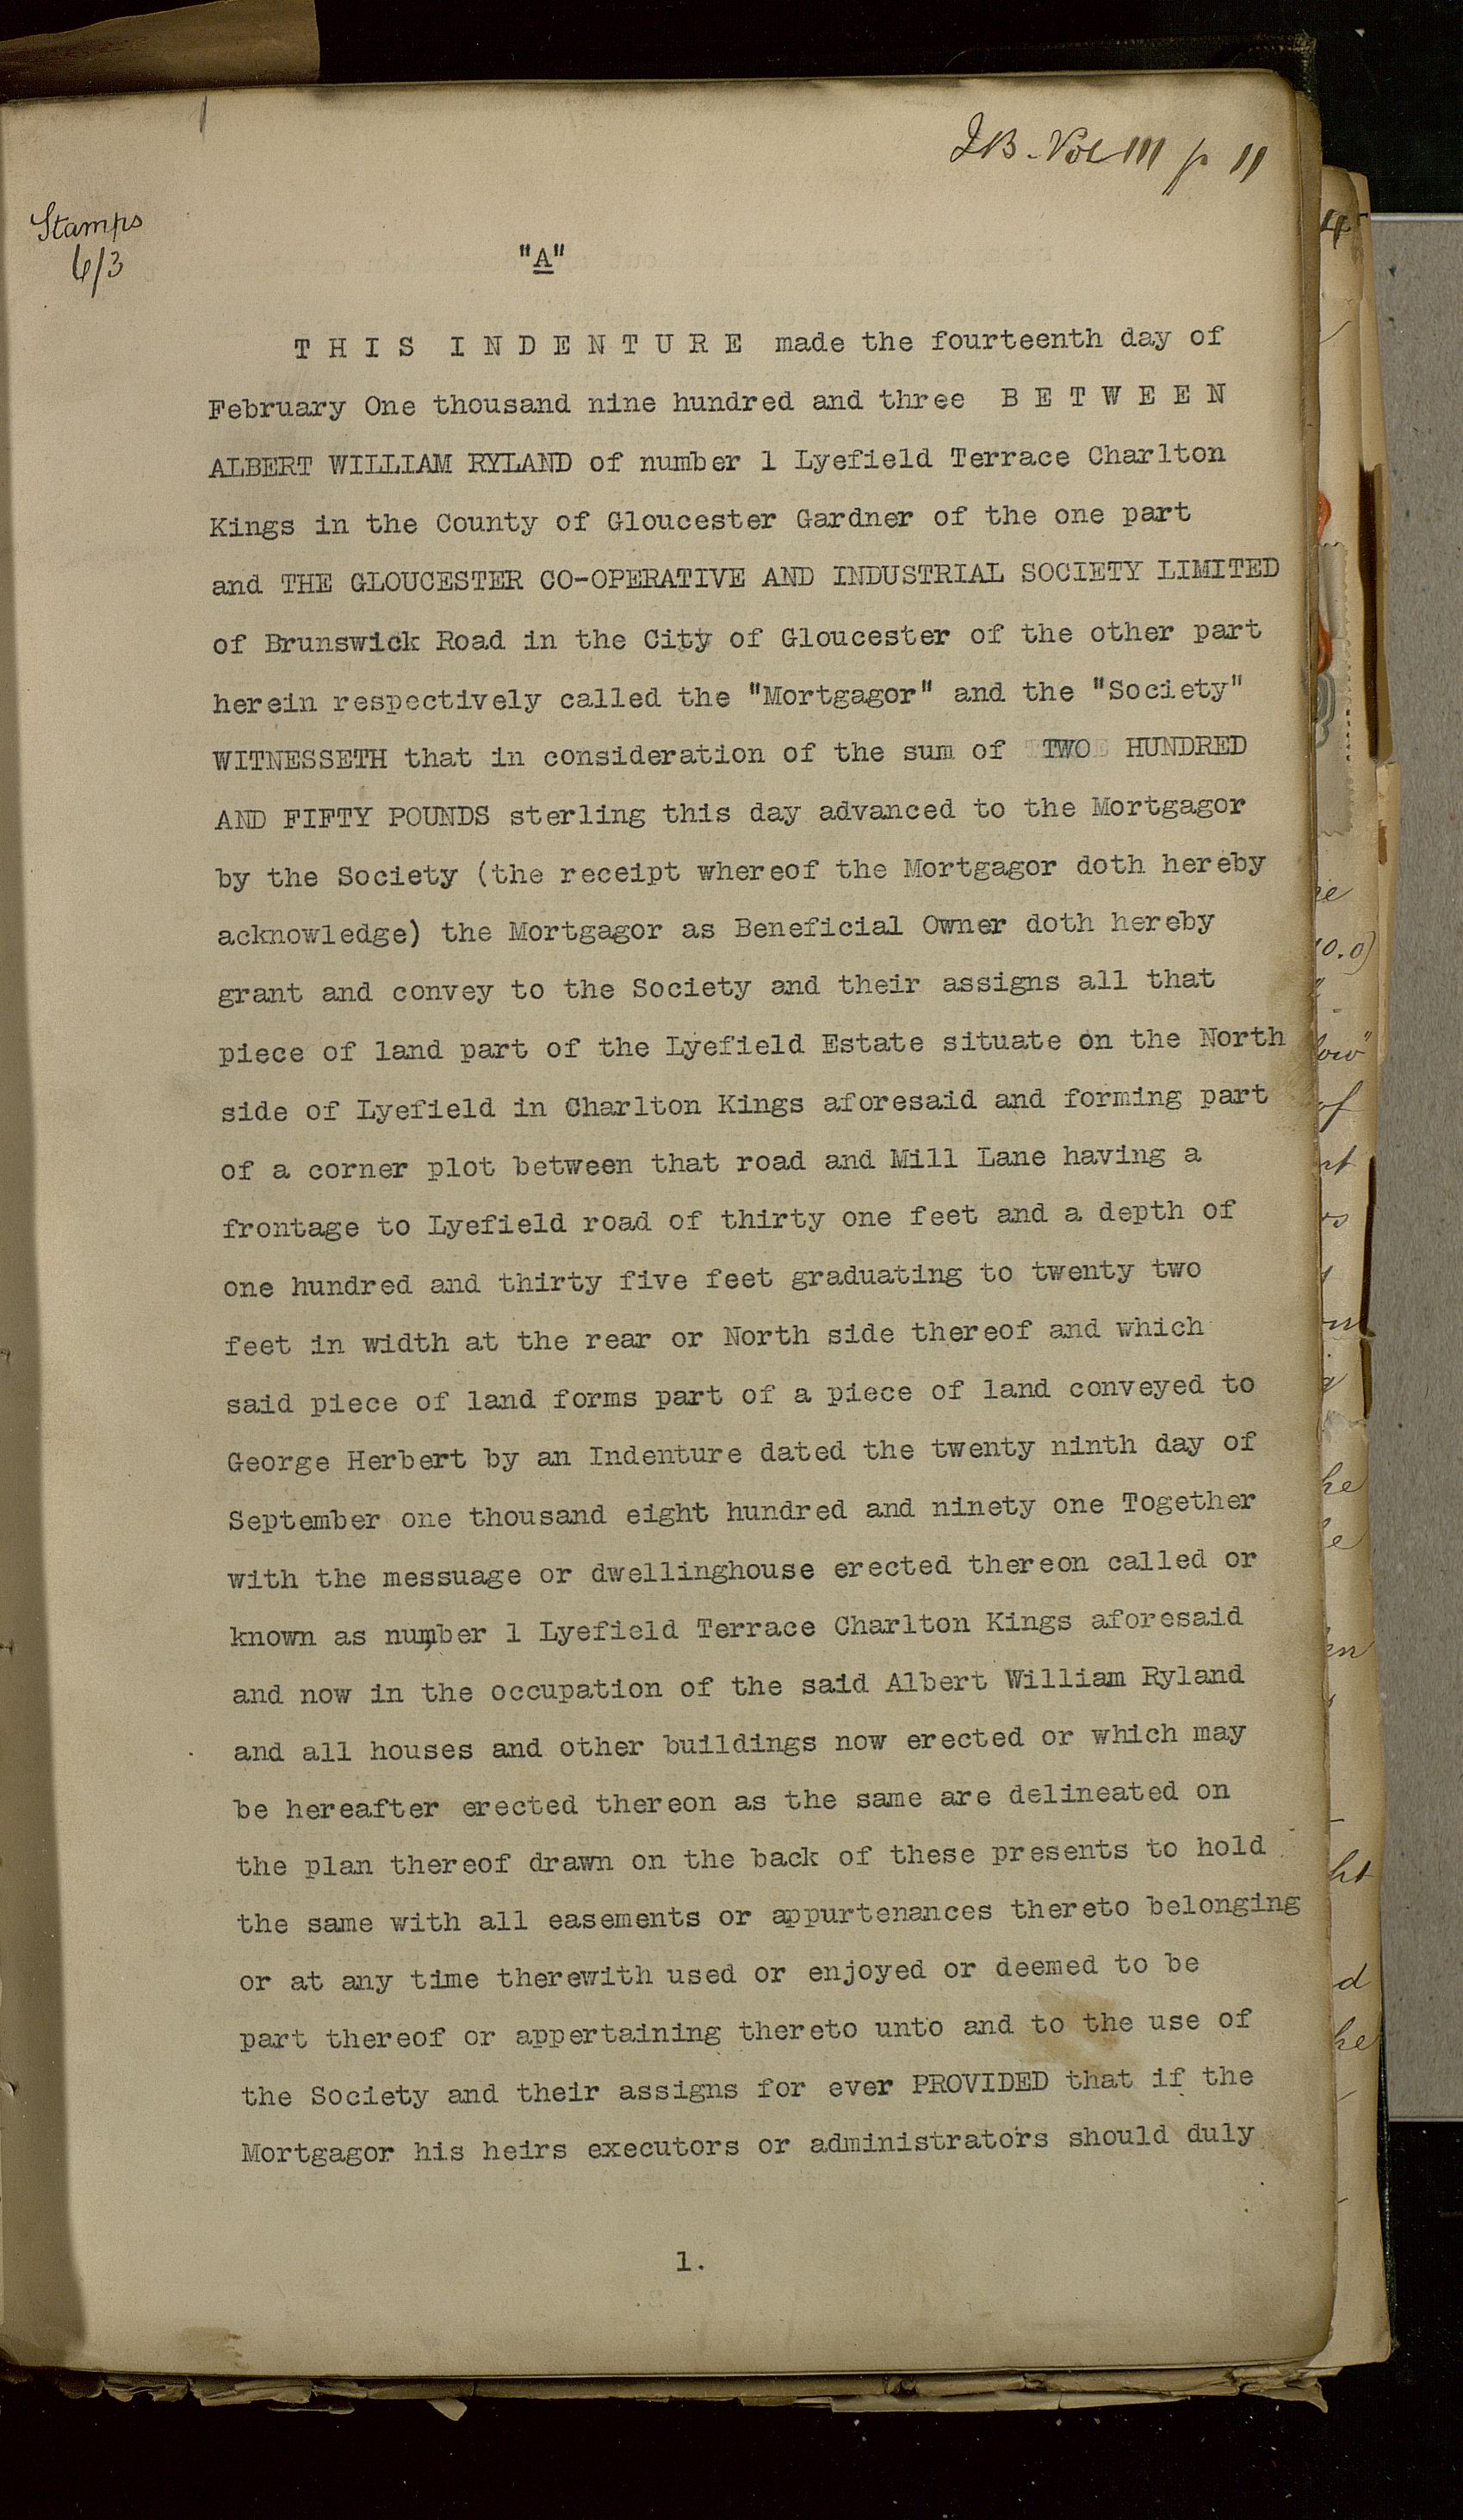 JB. Vol III p 11
Stamps
6/3
"A"
T H I S I N D E N T U R E made the fourteenth day of
February One thousand nine hundred and three B E T W E E N
ALBERT WILLIAM RYLAND of number 1 Lyefield Terrace Charlton
Kings in the County of Gloucester Gardner of the one part
and THE GLOUCESTER CO-OPERATIVE AND INDUSTRIAL SOCIETY LIMITED
of Brunswick Road in the City of Gloucester of the other part
herein respectively called the "Mortgagor" and the "Society"
WITNESSETH that in consideration of the sum of TWO HUNDRED
AND FIFTY POUNDS sterling this day advanced to the Mortgagor
by the Society (the receipt whereof the Mortgagor doth hereby
acknowledge) the Mortgagor as Beneficial Owner doth hereby
grant and convey to the Society and their assigns all that
piece of land part of the Lyefield Estate situate on the North
side of Lyefield in Charlton Kings aforesaid and forming part
of a corner plot between that road and Mill Lane having a
frontage to Lyefield road of thirty one feet and a depth of
one hundred and thirty five feet graduating to twenty two
feet in width at the rear or North side thereof and which
said piece of land forms part of a piece of land conveyed to
George Herbert by an Indenture dated the twenty ninth day of
September one thousand eight hundred and ninety one Together
with the messuage or dwellinghouse erected thereon called or
known as number 1 Lyefield Terrace Charlton Kings aforesaid
and now in the occupation of the said Albert William Ryland
and all houses and other buildings now erected or which may
be hereafter erected thereon as the same are delineated on
the plan thereof drawn on the back of these presents to hold
the same with all easements or appurtenances thereto belonging
or at any time therewith used or enjoyed or deemed to be
part thereof or appertaining thereto unto and to the use of
the Society and their assigns for ever PROVIDED that if the
Mortgagor his heirs executors or administrators should duly
1.